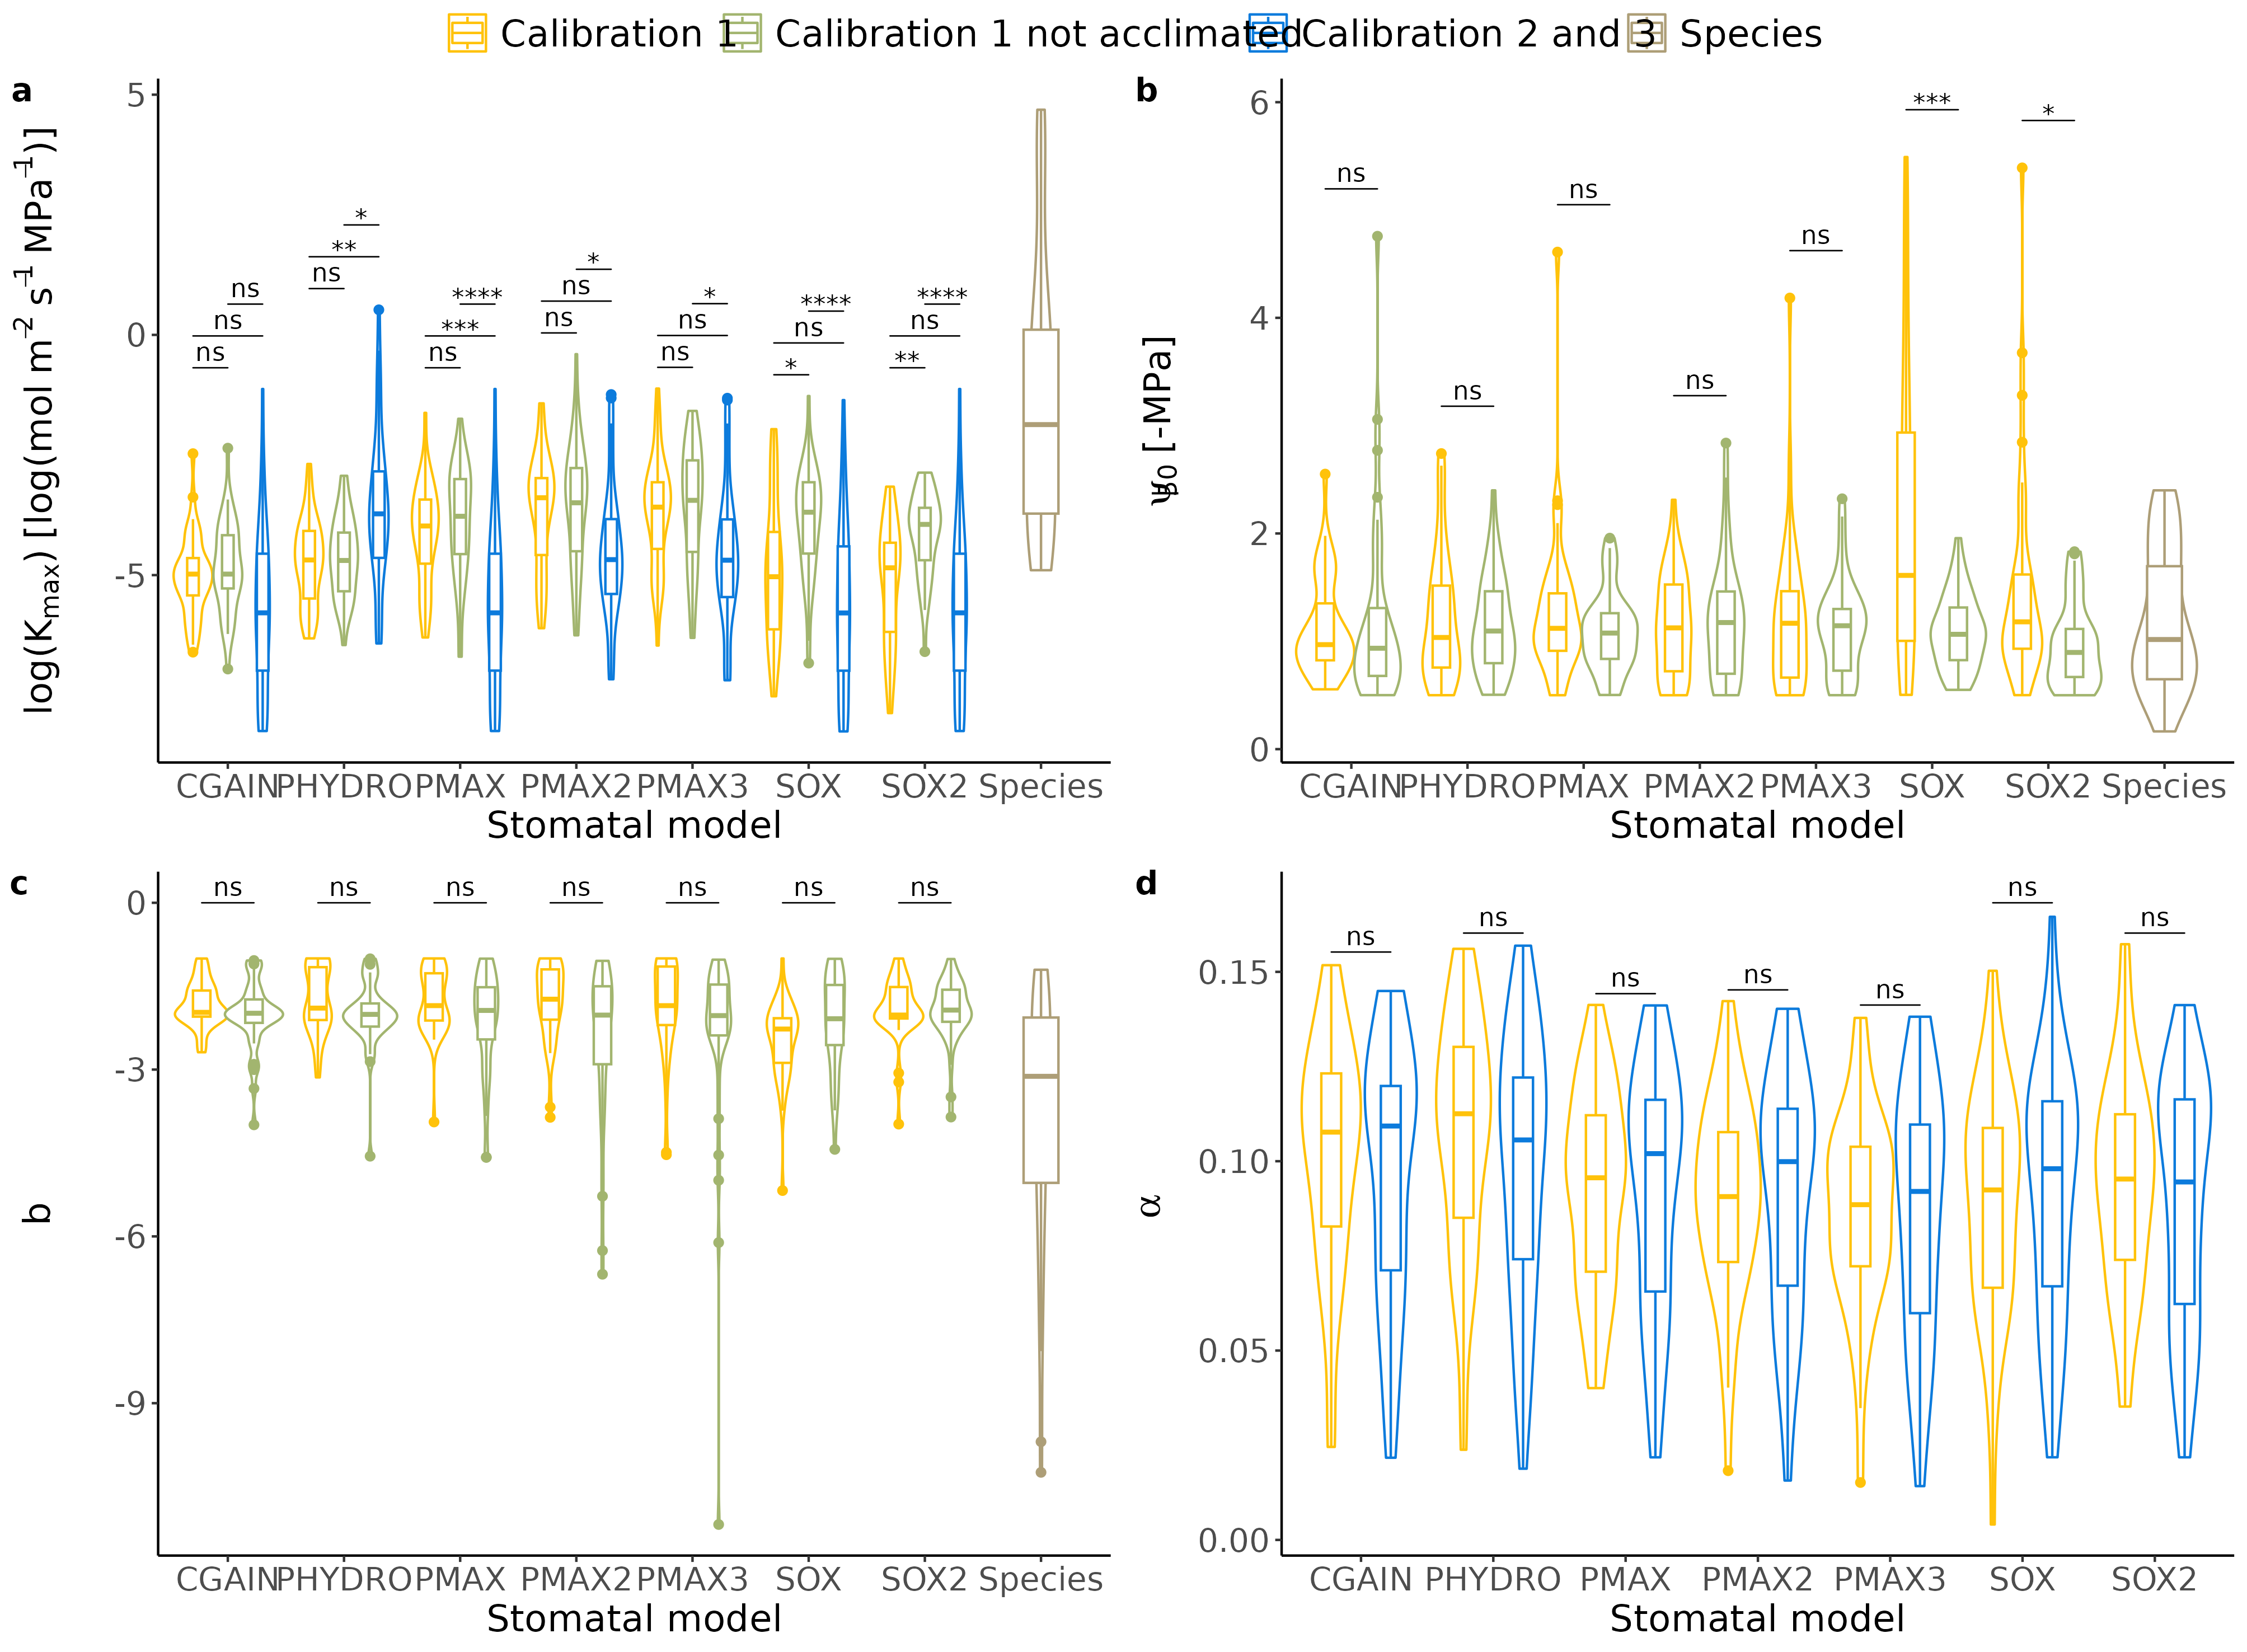 Calibration 1 Calibration 1 not acclimated Calibration 2 and 3 Species
a
5
0
-5
log(Kmax) [log(mol m⁻² s⁻¹ MPa⁻¹)]
ns ns ns
ns ** *
ns *** ****
ns ns *
ns ns *
* ns ****
** ns ****
CGAIN PHYDRO PMAX PMAX2 PMAX3 SOX SOX2 Species
Stomatal model
b
6
4
2
0
ψ50 [-MPa]
ns ns ns ns ns *** *
CGAIN PHYDRO PMAX PMAX2 PMAX3 SOX SOX2 Species
Stomatal model
c
0
-3
-6
-9
b
ns ns ns ns ns ns ns
CGAIN PHYDRO PMAX PMAX2 PMAX3 SOX SOX2 Species
Stomatal model
d
0.15
0.10
0.05
0.00
α
ns ns ns ns ns ns ns
CGAIN PHYDRO PMAX PMAX2 PMAX3 SOX SOX2
Stomatal model